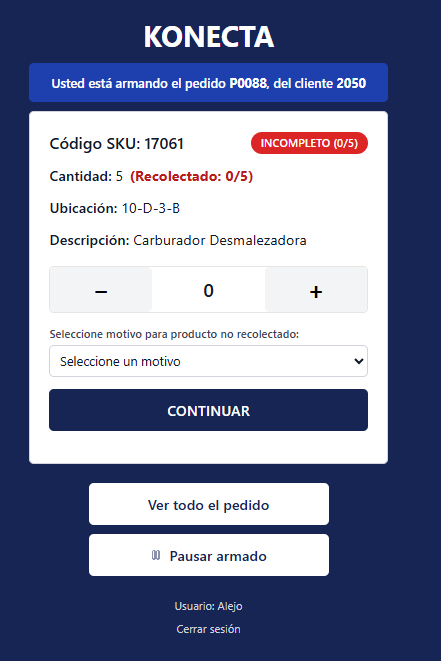 KONECTA
Usted está armando el pedido P0088, del cliente 2050
Código SKU: 17061
INCOMPLETO (0/5)
Cantidad: 5 (Recolectado: 0/5)
Ubicación: 10-D-3-B
Descripción: Carburador Desmalezadora
− 0 +
Seleccione motivo para producto no recolectado:
Seleccione un motivo
CONTINUAR
Ver todo el pedido
Pausar armado
Usuario: Alejo
Cerrar sesión